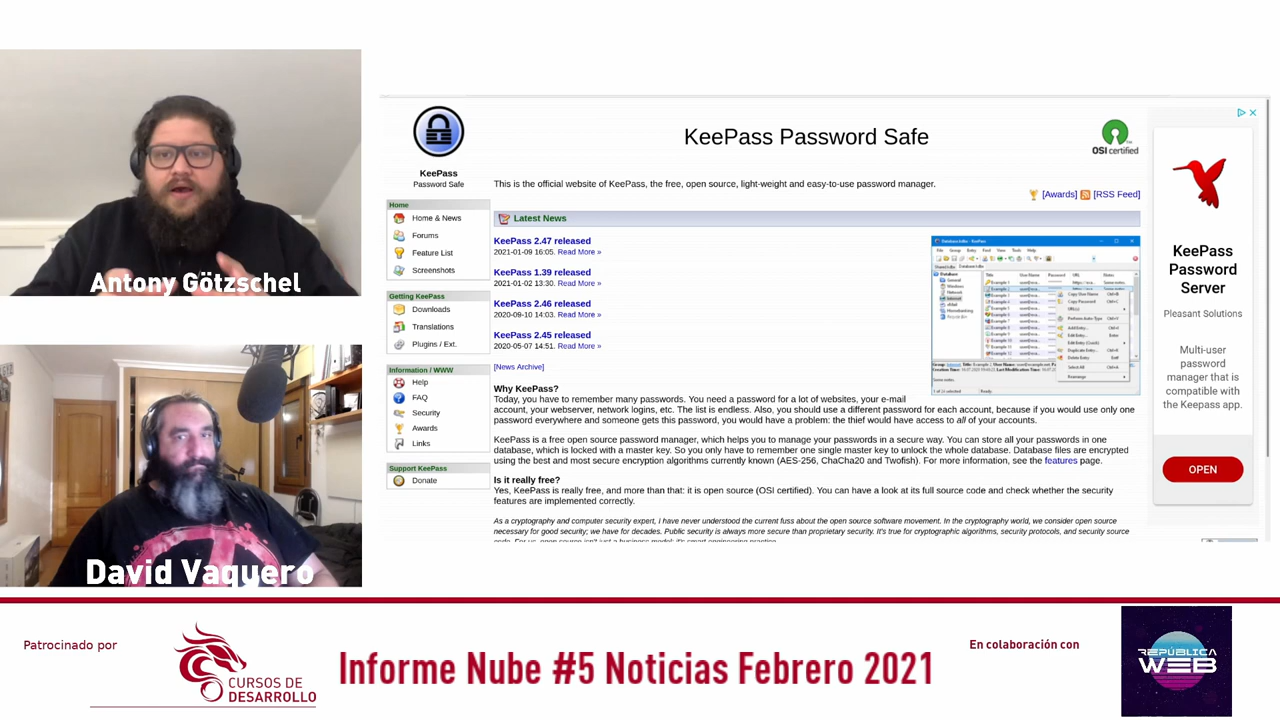 Antony Götzschel
David Vaquero
KeePass
Password Safe
Home
Home & News
Forums
Feature List
Screenshots
Getting KeePass
Downloads
Translations
Plugins / Ext.
Information / WWW
Help
FAQ
Security
Awards
Links
Support KeePass
Donate
KeePass Password Safe
OSI certified
This is the official website of KeePass, the free, open source, light-weight and easy-to-use password manager.
[Awards] [RSS Feed]
Latest News
KeePass 2.47 released
2021-01-09 16:05. Read More »
KeePass 1.39 released
2021-01-02 13:30. Read More »
KeePass 2.46 released
2020-09-10 14:03. Read More »
KeePass 2.45 released
2020-05-07 14:51. Read More »
[News Archive]
Why KeePass?
Today, you have to remember many passwords. You need a password for a lot of websites, your e-mail
account, your webserver, network logins, etc. The list is endless. Also, you should use a different password for each account, because if you would use only one
password everywhere and someone gets this password, you would have a problem: the thief would have access to all of your accounts.
KeePass is a free open source password manager, which helps you to manage your passwords in a secure way. You can store all your passwords in one
database, which is locked with a master key. So you only have to remember one single master key to unlock the whole database. Database files are encrypted
using the best and most secure encryption algorithms currently known (AES-256, ChaCha20 and Twofish). For more information, see the features page.
Is it really free?
Yes, KeePass is really free, and more than that: it is open source (OSI certified). You can have a look at its full source code and check whether the security
features are implemented correctly.
As a cryptography and computer security expert, I have never understood the current fuss about the open source software movement. In the cryptography world, we consider open source
necessary for good security; we have for decades. Public security is always more secure than proprietary security. It's true for cryptographic algorithms, security protocols, and security source
KeePass
Password
Server
Pleasant Solutions
Multi-user
password
manager that is
compatible with
the Keepass app.
OPEN
Patrocinado por
CURSOS DE
DESARROLLO
Informe Nube #5 Noticias Febrero 2021
En colaboración con
REPÚBLICA
WEB